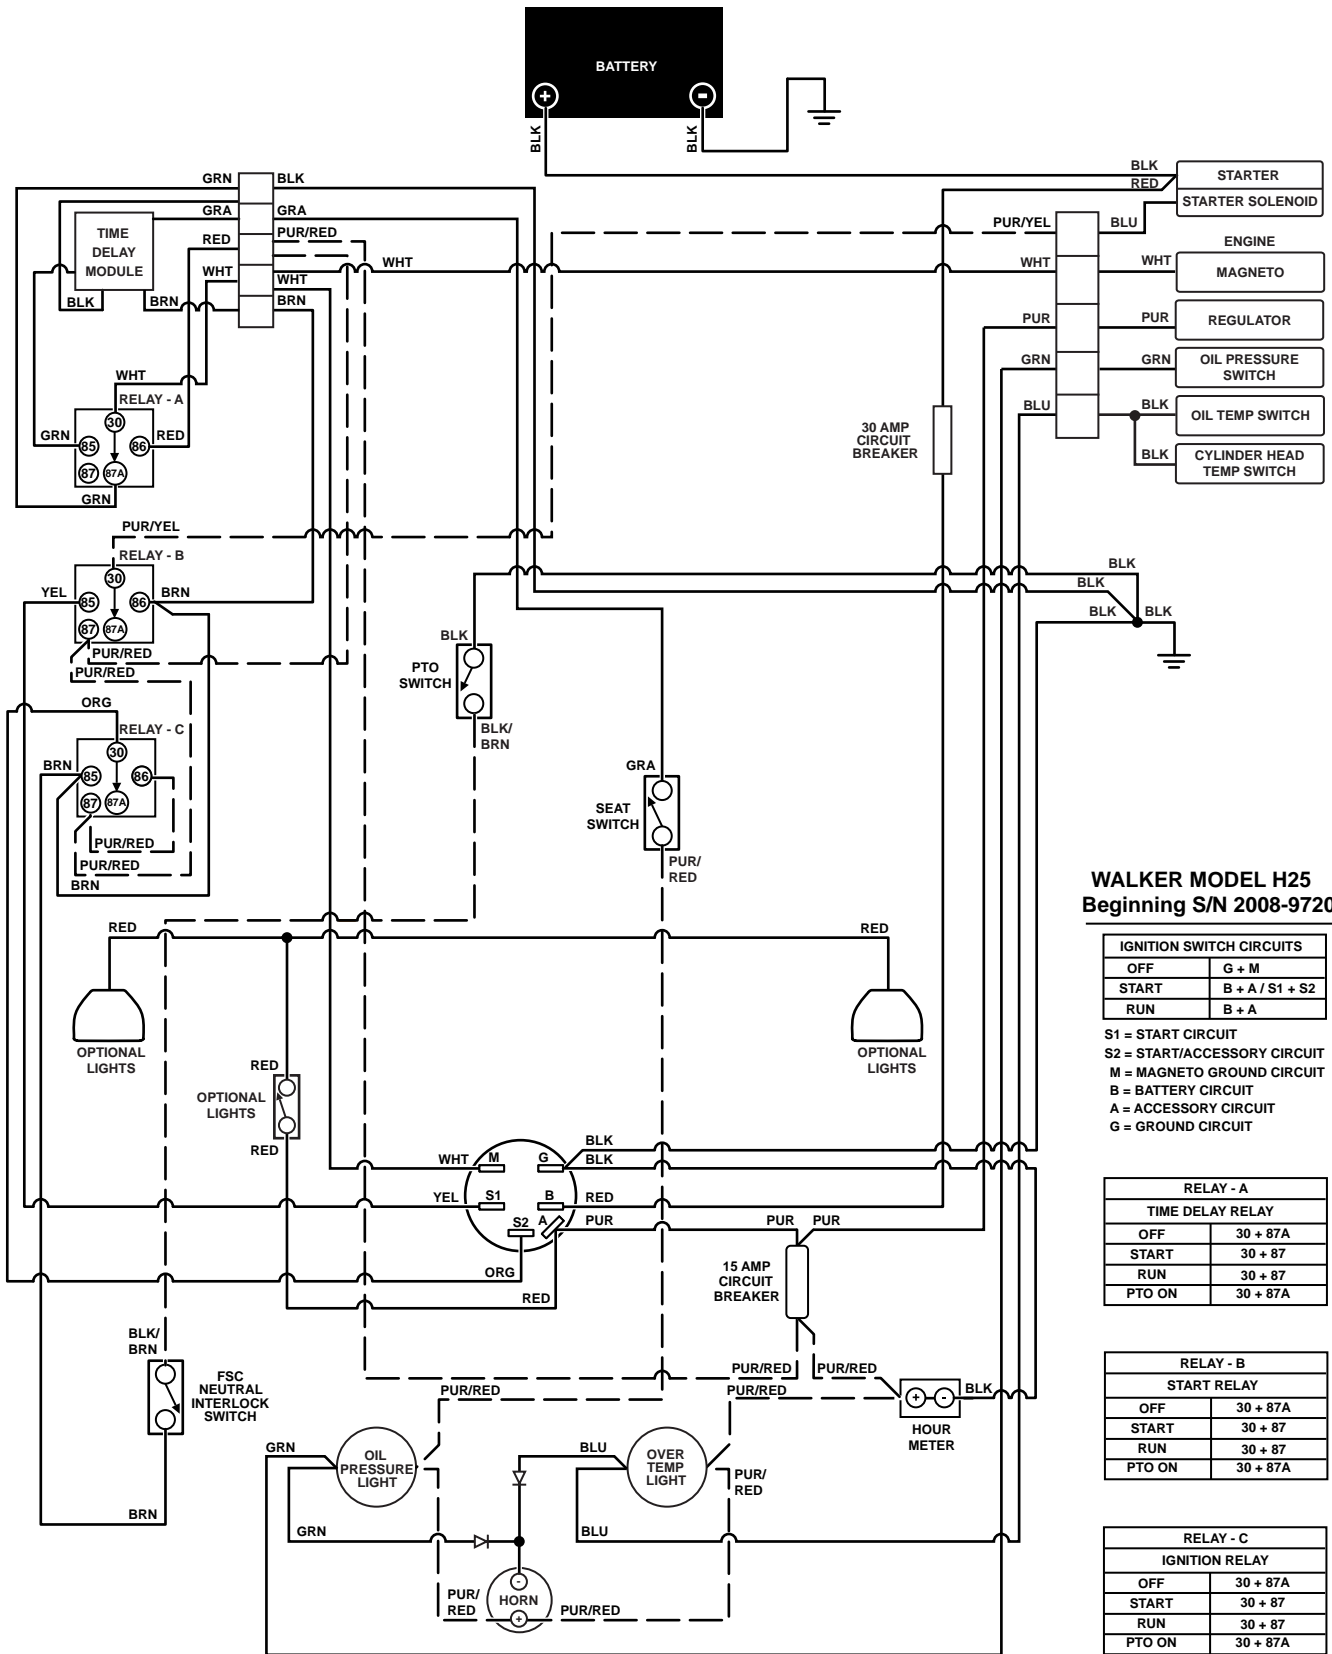 BATTERY
+
-
BLK
BLK
BLK
RED
STARTER
STARTER SOLENOID
GRN
BLK
GRA
GRA
PUR/RED
RED
WHT
WHT
WHT
BRN
BRN
BLK
TIME
DELAY
MODULE
PUR/YEL
BLU
ENGINE
WHT
WHT
MAGNETO
PUR
PUR
REGULATOR
GRN
GRN
OIL PRESSURE
SWITCH
BLU
BLK
OIL TEMP SWITCH
BLK
CYLINDER HEAD
TEMP SWITCH
30 AMP
CIRCUIT
BREAKER
WHT
RELAY - A
30
GRN
85
86
RED
87
87A
GRN
PUR/YEL
RELAY - B
30
YEL
85
86
BRN
87
87A
PUR/RED
PUR/RED
ORG
RELAY - C
30
BRN
85
86
87
87A
PUR/RED
PUR/RED
BRN
BLK
BLK
BLK
BLK
BLK
PTO
SWITCH
BLK/
BRN
GRA
SEAT
SWITCH
PUR/
RED
WALKER MODEL H25
Beginning S/N 2008-9720
RED
RED
OPTIONAL
LIGHTS
OPTIONAL
LIGHTS
RED
OPTIONAL
LIGHTS
RED
IGNITION SWITCH CIRCUITS
OFF G + M
START B + A / S1 + S2
RUN B + A
S1 = START CIRCUIT
S2 = START/ACCESSORY CIRCUIT
M = MAGNETO GROUND CIRCUIT
B = BATTERY CIRCUIT
A = ACCESSORY CIRCUIT
G = GROUND CIRCUIT
BLK
BLK
WHT
M
G
YEL
S1
B
RED
S2
A
PUR
PUR
PUR
ORG
RED
15 AMP
CIRCUIT
BREAKER
RELAY - A
TIME DELAY RELAY
OFF 30 + 87A
START 30 + 87
RUN 30 + 87
PTO ON 30 + 87A
BLK/
BRN
FSC
NEUTRAL
INTERLOCK
SWITCH
BRN
PUR/RED
PUR/RED
PUR/RED
PUR/RED
+
-
BLK
HOUR
METER
RELAY - B
START RELAY
OFF 30 + 87A
START 30 + 87
RUN 30 + 87
PTO ON 30 + 87A
GRN
OIL
PRESSURE
LIGHT
BLU
OVER
TEMP
LIGHT
PUR/
RED
GRN
BLU
-
HORN
+
PUR/
RED
PUR/RED
RELAY - C
IGNITION RELAY
OFF 30 + 87A
START 30 + 87
RUN 30 + 87
PTO ON 30 + 87A